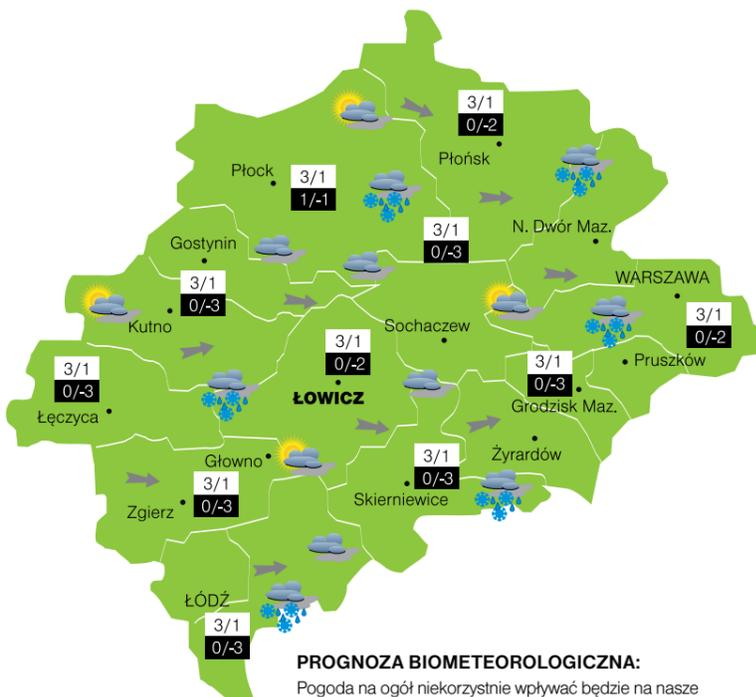 3/1
0/-2
Płońsk
Płock
3/1
1/-1
N. Dwór Maz.
3/1
0/-3
Gostynin
3/1
0/-3
Kutno
WARSZAWA
3/1
0/-2
Sochaczew
3/1
0/-2
ŁOWICZ
Pruszków
3/1
0/-3
Grodzisk Maz.
3/1
0/-3
Łęczyca
Głowno
Żyrardów
3/1
0/-3
Skierniewice
3/1
0/-3
Zgierz
ŁÓDŹ
3/1
0/-3
PROGNOZA BIOMETEOROLOGICZNA:
Pogoda na ogół niekorzystnie wpływać będzie na nasze